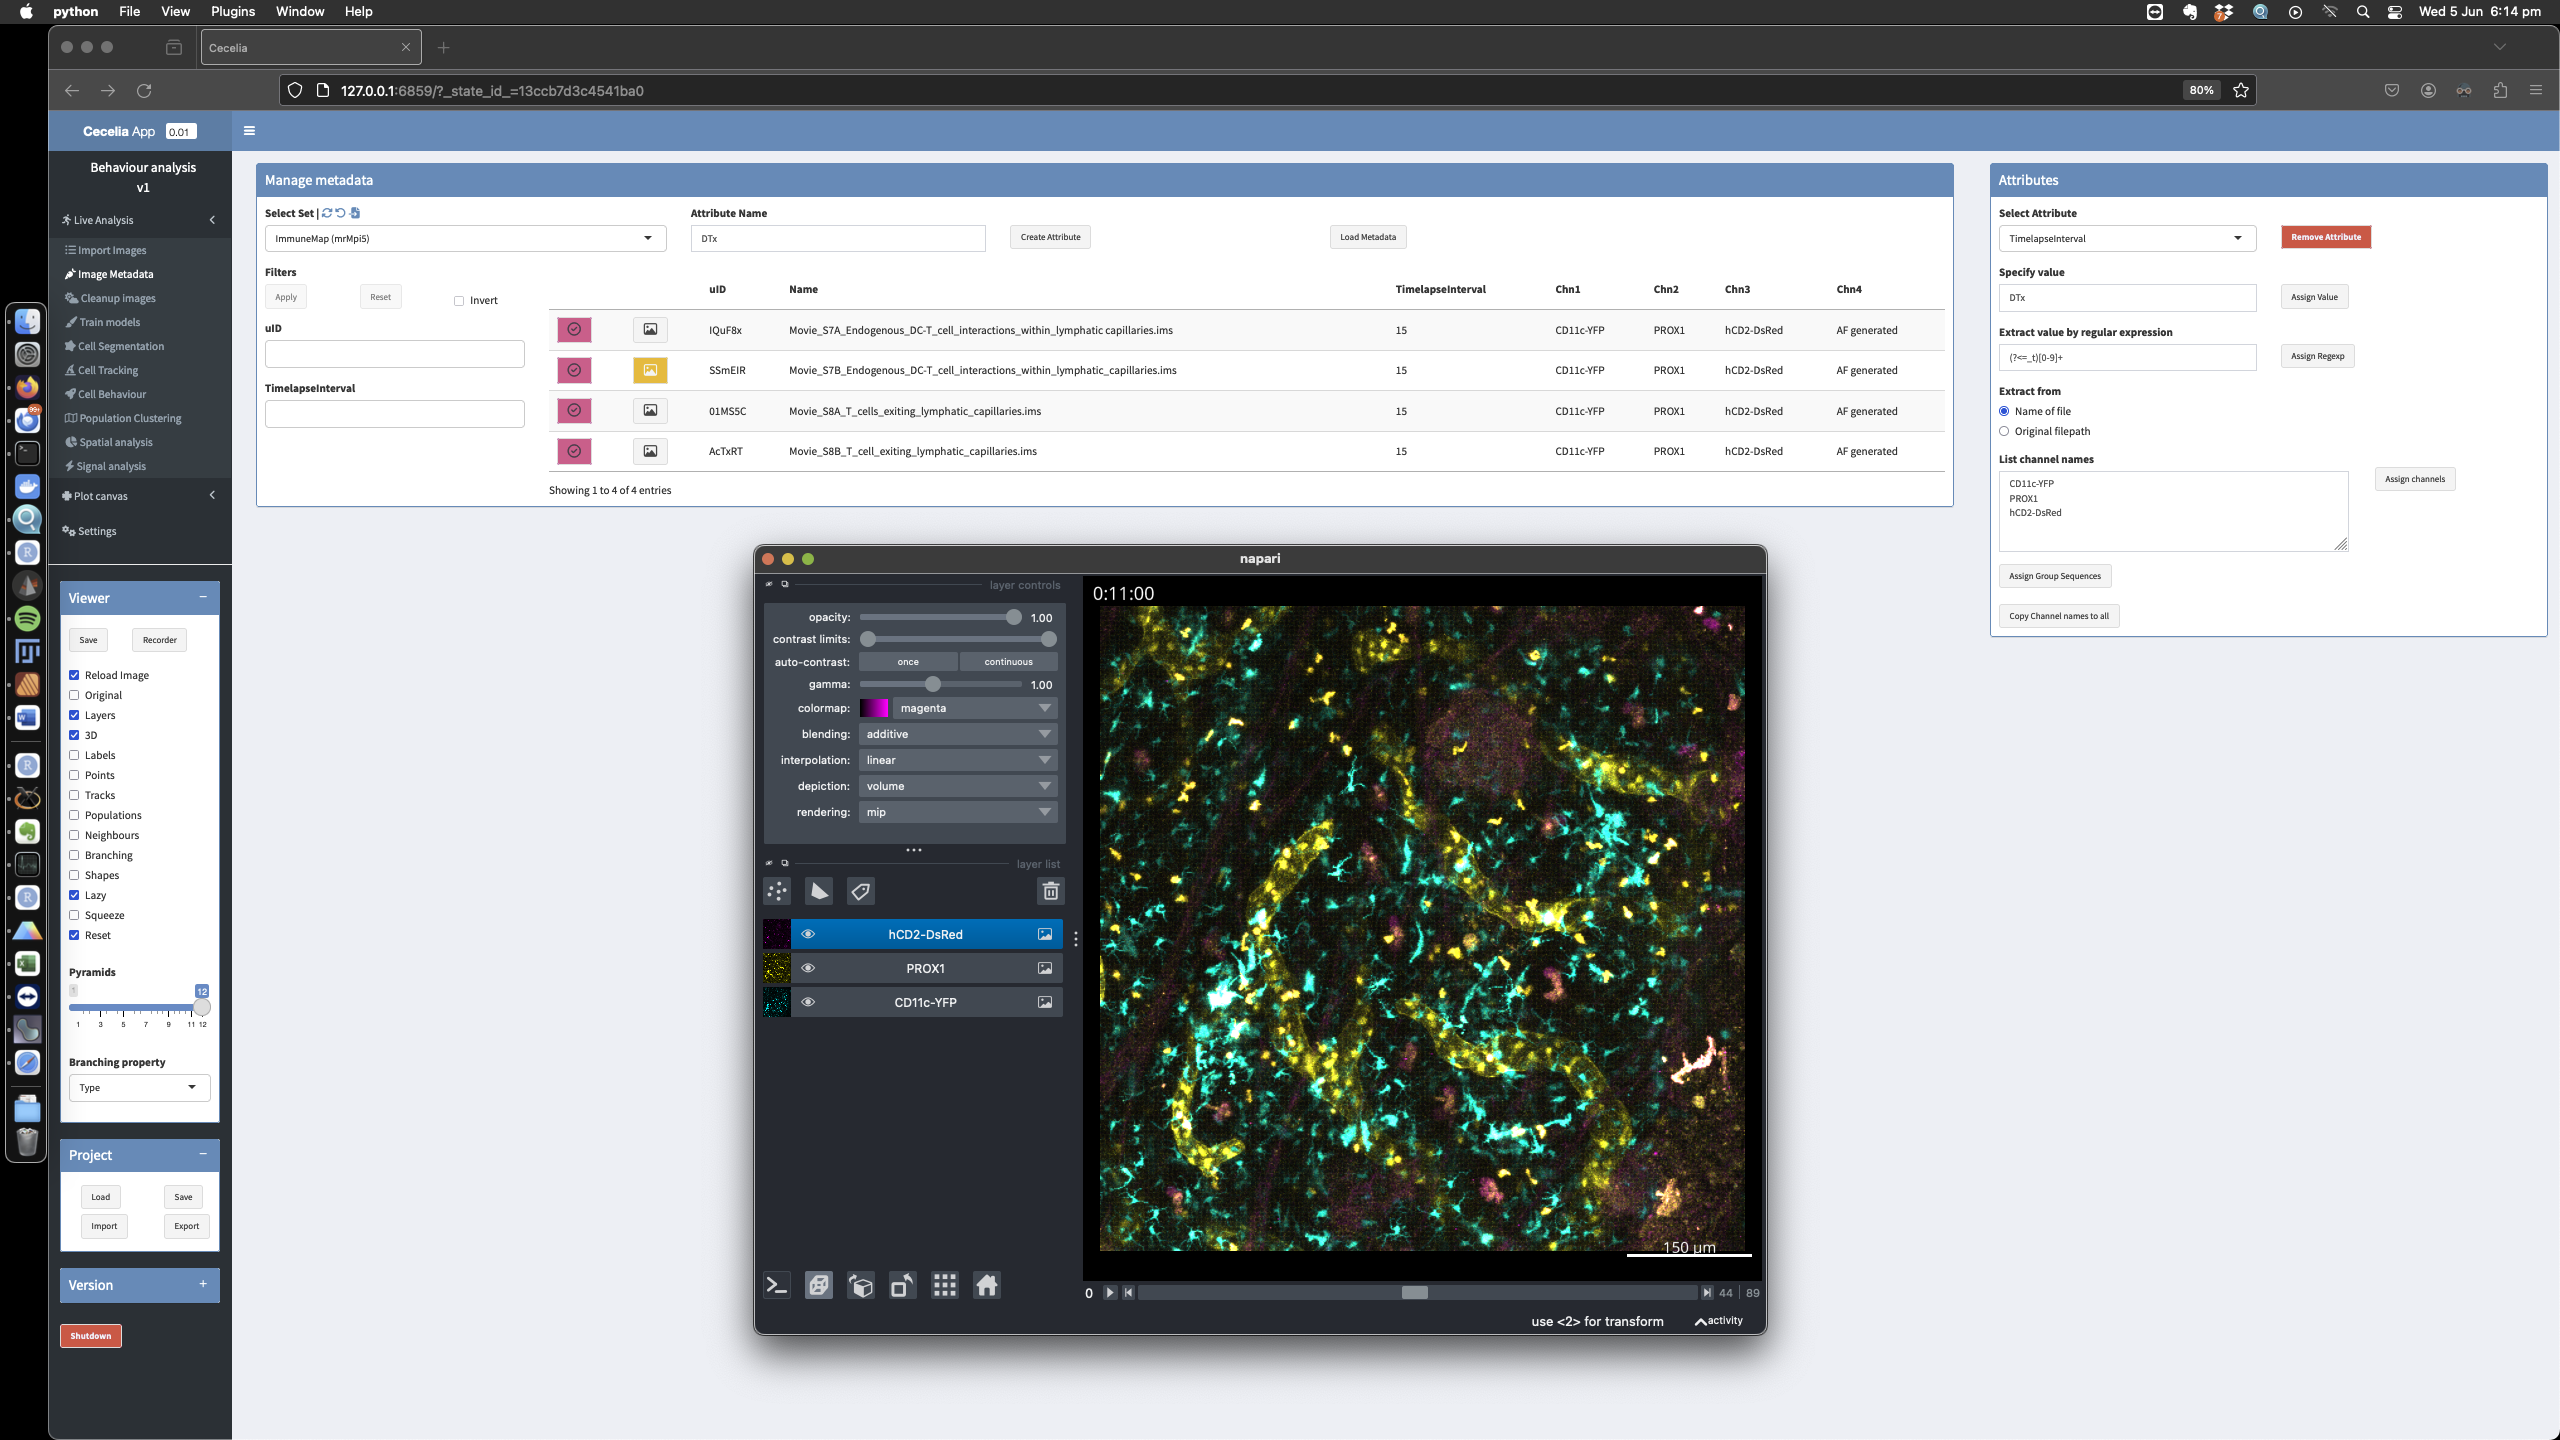 python File View Plugins Window Help
7
Wed 5 Jun 6:14 pm
Cecelia
127.0.0.1:6859/?_state_id_=13ccb7d3c4541ba0
80%
Cecelia App 0.01
Behaviour analysis
v1
Live Analysis
Import Images
Image Metadata
Cleanup images
Train models
Cell Segmentation
Cell Tracking
Cell Behaviour
Population Clustering
Spatial analysis
Signal analysis
Plot canvas
Settings
99+
Viewer
Save Recorder
Reload Image
Original
Layers
3D
Labels
Points
Tracks
Populations
Neighbours
Branching
Shapes
Lazy
Squeeze
Reset
Pyramids
1 12
1 3 5 7 9 11 12
Branching property
Type
Project
Load Save
Import Export
Version
Shutdown
Manage metadata
Select Set |
Attribute Name
ImmuneMap (mrMpi5)
DTx
Create Attribute
Load Metadata
Filters
Apply Reset Invert
uID
TimelapseInterval
uID Name TimelapseInterval Chn1 Chn2 Chn3 Chn4
IQuF8x Movie_S7A_Endogenous_DC-T_cell_interactions_within_lymphatic capillaries.ims 15 CD11c-YFP PROX1 hCD2-DsRed AF generated
SSmEIR Movie_S7B_Endogenous_DC-T_cell_interactions_within_lymphatic_capillaries.ims 15 CD11c-YFP PROX1 hCD2-DsRed AF generated
01MS5C Movie_S8A_T_cells_exiting_lymphatic_capillaries.ims 15 CD11c-YFP PROX1 hCD2-DsRed AF generated
AcTxRT Movie_S8B_T_cell_exiting_lymphatic_capillaries.ims 15 CD11c-YFP PROX1 hCD2-DsRed AF generated
Showing 1 to 4 of 4 entries
Attributes
Select Attribute
TimelapseInterval
Remove Attribute
Specify value
DTx
Assign Value
Extract value by regular expression
(?<=_t)[0-9]+
Assign Regexp
Extract from
Name of file
Original filepath
List channel names
CD11c-YFP
PROX1
hCD2-DsRed
Assign channels
Assign Group Sequences
Copy Channel names to all
napari
layer controls
opacity: 1.00
contrast limits:
auto-contrast: once continuous
gamma: 1.00
colormap: magenta
blending: additive
interpolation: linear
depiction: volume
rendering: mip
layer list
hCD2-DsRed
PROX1
CD11c-YFP
0:11:00
150 µm
0 44 | 89
use <2> for transform
activity